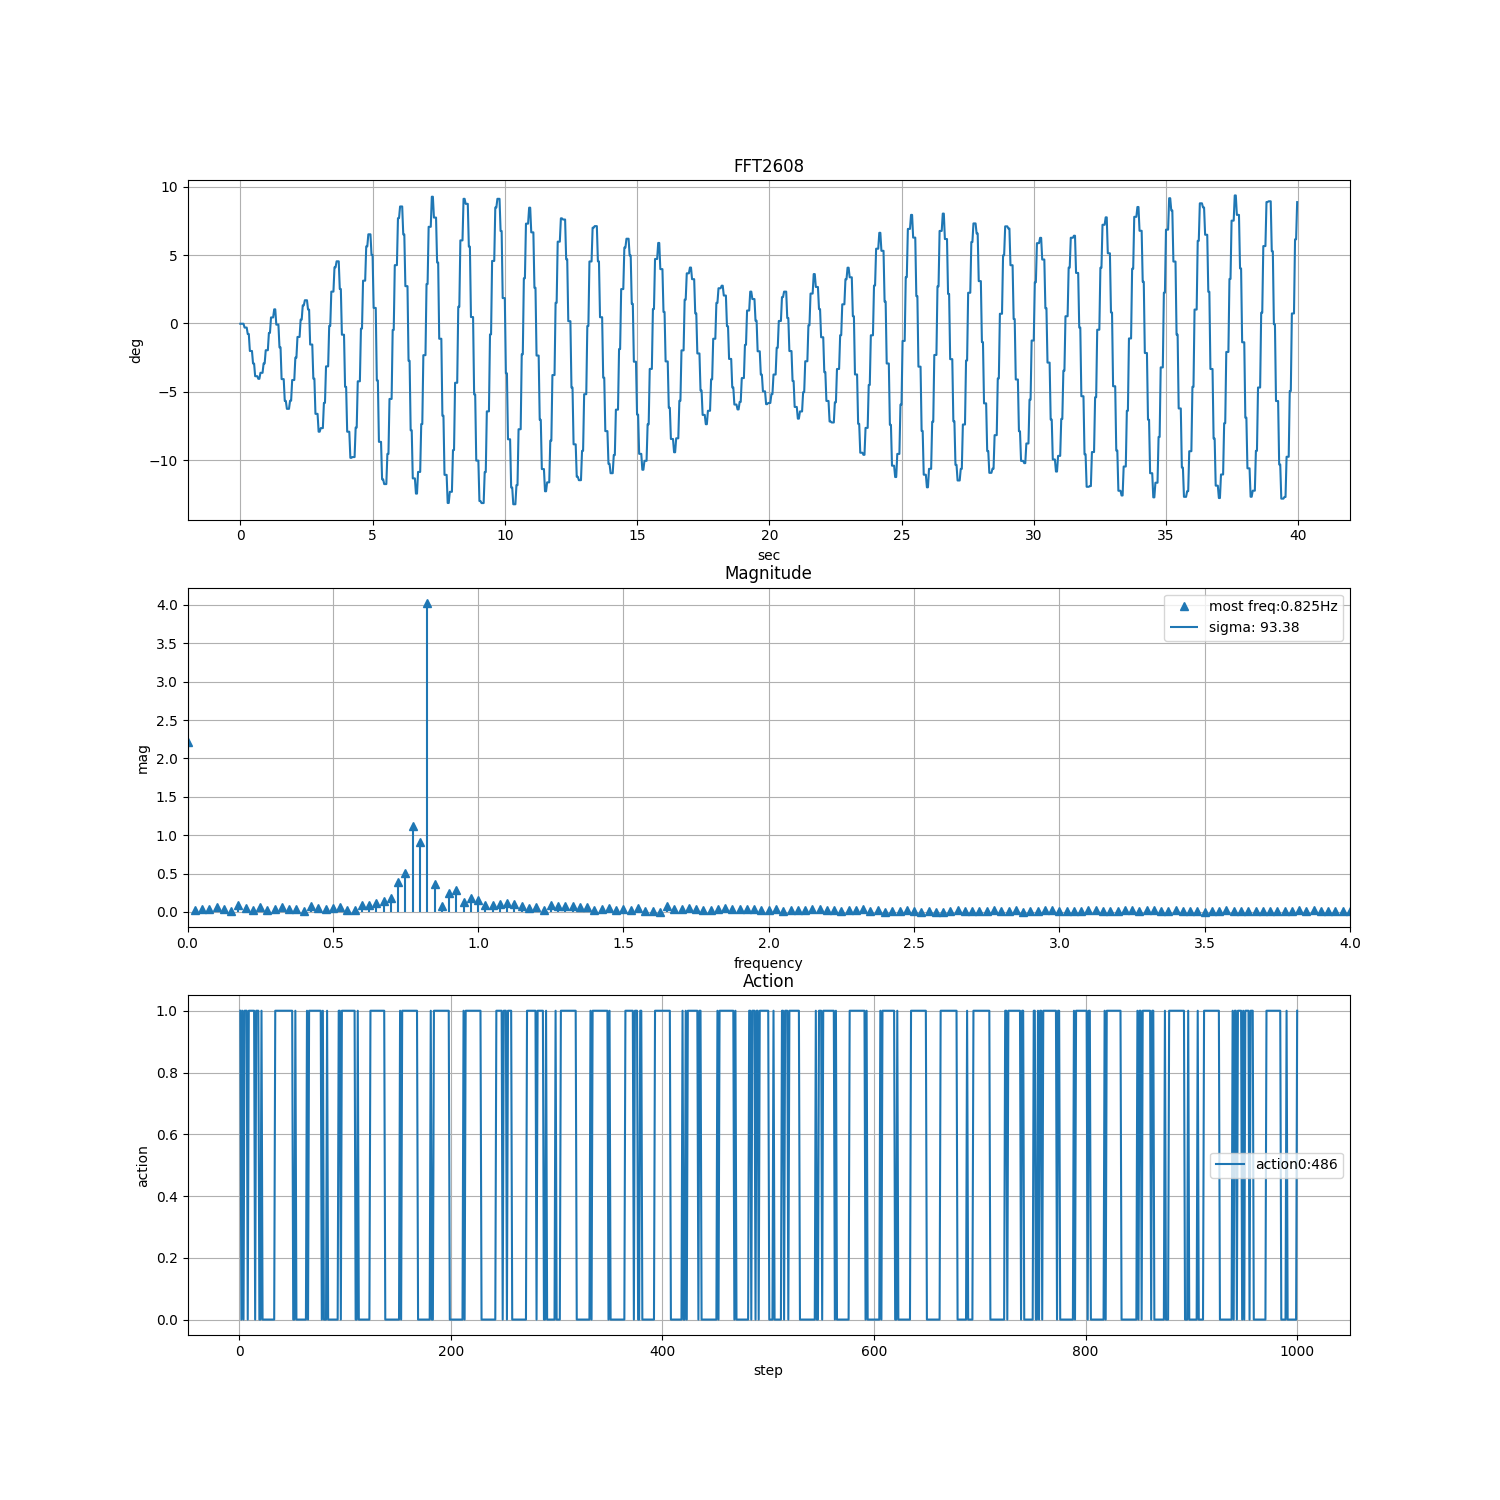 FFT2608
10
5
0
−5
−10
deg
0 5 10 15 20 25 30 35 40
sec
Magnitude
4.0
3.5
3.0
2.5
2.0
1.5
1.0
0.5
0.0
mag
most freq:0.825Hz
sigma: 93.38
0.0 0.5 1.0 1.5 2.0 2.5 3.0 3.5 4.0
frequency
Action
1.0
0.8
0.6
0.4
0.2
0.0
action
action0:486
0 200 400 600 800 1000
step